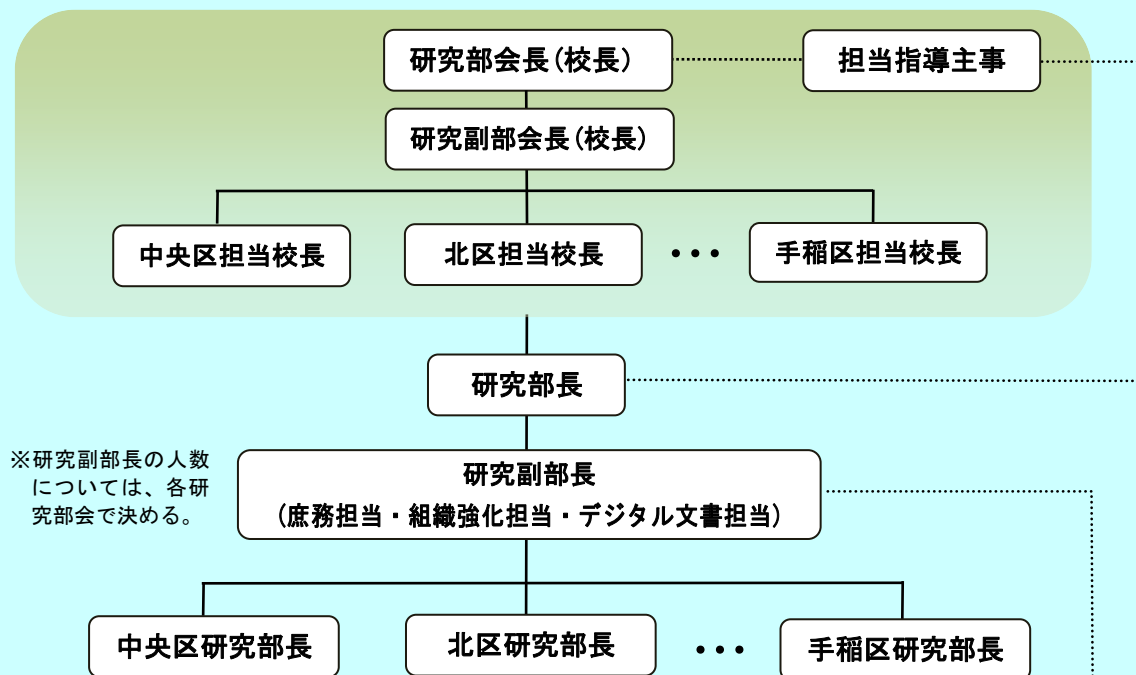 研究部会長(校長)
担当指導主事
研究副部会長(校長)
中央区担当校長
北区担当校長
・・・
手稲区担当校長
研究部長
※研究副部長の人数
については、各研
究部会で決める。
研究副部長
(庶務担当・組織強化担当・デジタル文書担当)
中央区研究部長
北区研究部長
・・・
手稲区研究部長